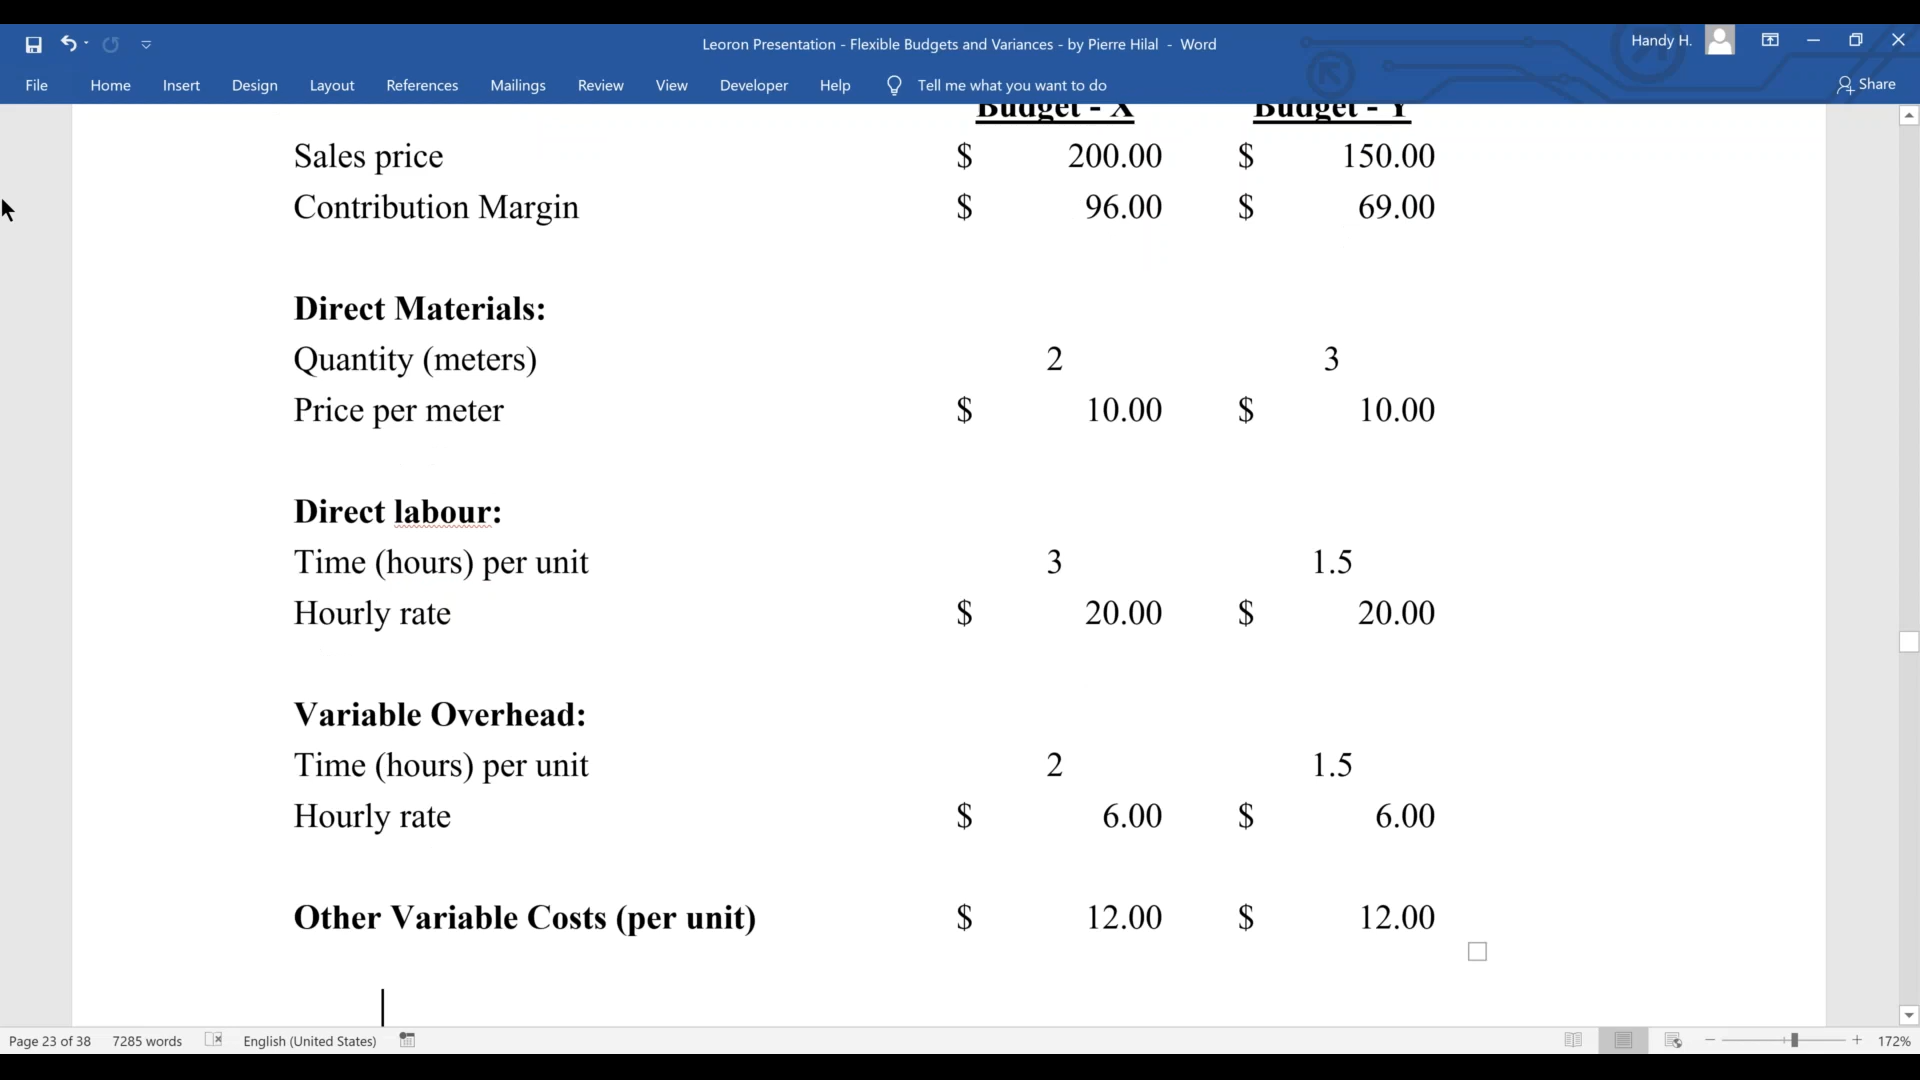 Leoron Presentation - Flexible Budgets and Variances - by Pierre Hilal - Word
Handy H.
File Home Insert Design Layout References Mailings Review View Developer Help Tell me what you want to do Share
Budget - X Budget - Y
Sales price $ 200.00 $ 150.00
Contribution Margin $ 96.00 $ 69.00
Direct Materials:
Quantity (meters) 2 3
Price per meter $ 10.00 $ 10.00
Direct labour:
Time (hours) per unit 3 1.5
Hourly rate $ 20.00 $ 20.00
Variable Overhead:
Time (hours) per unit 2 1.5
Hourly rate $ 6.00 $ 6.00
Other Variable Costs (per unit) $ 12.00 $ 12.00
Page 23 of 38 7285 words English (United States) 172%